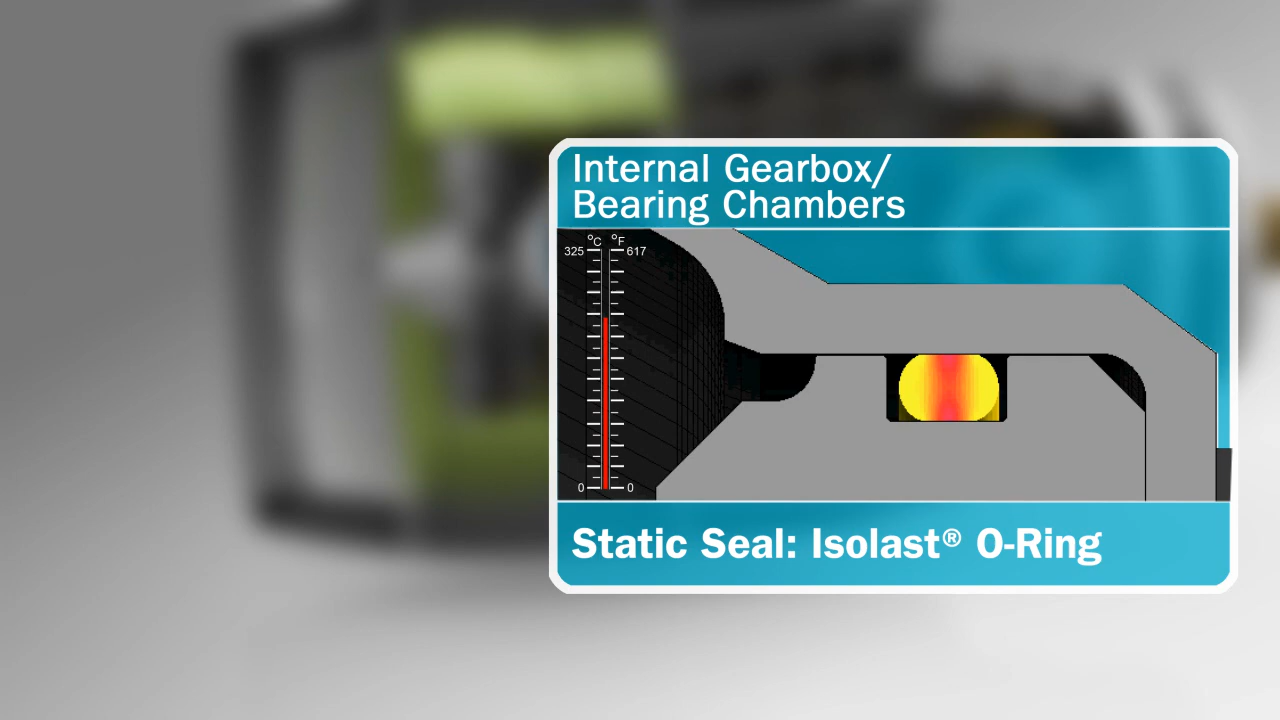 Internal Gearbox/
Bearing Chambers
°C °F
325 617
0 0
Static Seal: Isolast® O-Ring